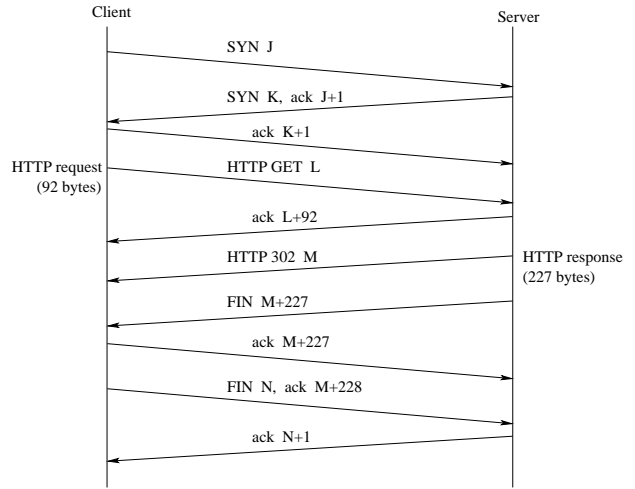 Client
Server
SYN J
SYN K, ack J+1
ack K+1
HTTP request
(92 bytes)
HTTP GET L
ack L+92
HTTP 302 M
HTTP response
(227 bytes)
FIN M+227
ack M+227
FIN N, ack M+228
ack N+1